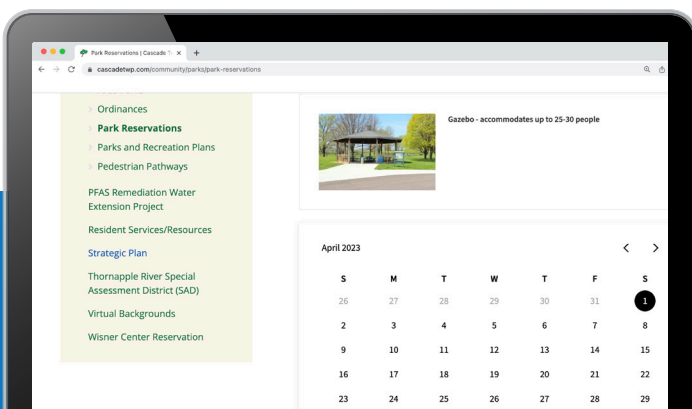 Park Reservations | Cascade
cascadetwp.com/community/parks/park-reservations
Ordinances
Park Reservations
Parks and Recreation Plans
Pedestrian Pathways
PFAS Remediation Water
Extension Project
Resident Services/Resources
Strategic Plan
Thornapple River Special
Assessment District (SAD)
Virtual Backgrounds
Wisner Center Reservation
Gazebo - accommodates up to 25-30 people
April 2023
S M T W T F S
26 27 28 29 30 31 1
2 3 4 5 6 7 8
9 10 11 12 13 14 15
16 17 18 19 20 21 22
23 24 25 26 27 28 29